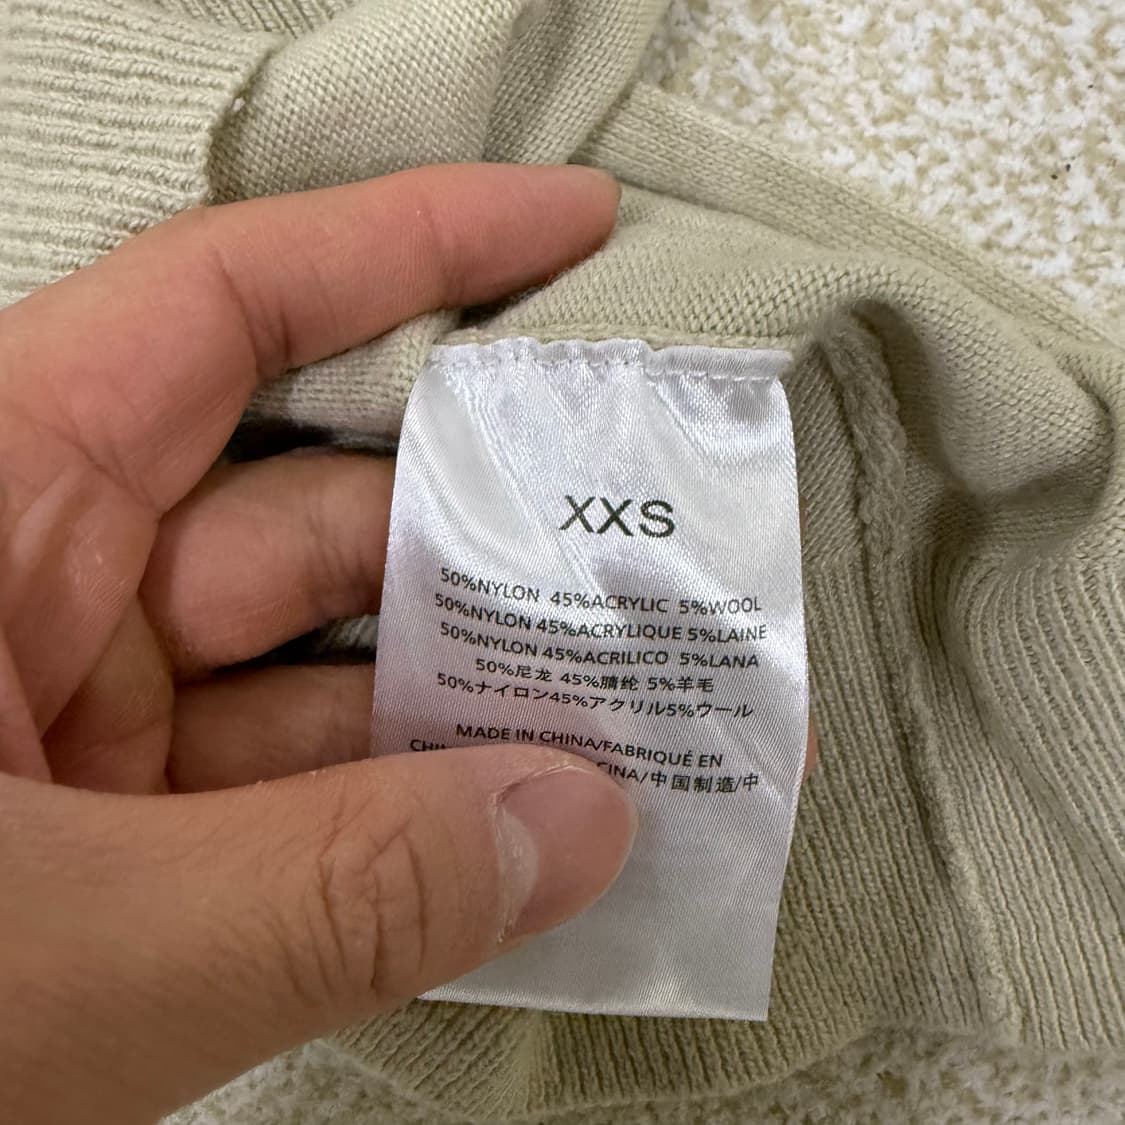 XXS
50%NYLON 45%ACRYLIC 5%WOOL
50%NYLON 45%ACRYLIQUE 5%LAINE
50%NYLON 45%ACRILICO 5%LANA
50%尼龙 45%腈纶 5%羊毛
50%ナイロン45%アクリル5%ウール
MADE IN CHINA/FABRIQUÉ EN
中国制造/中